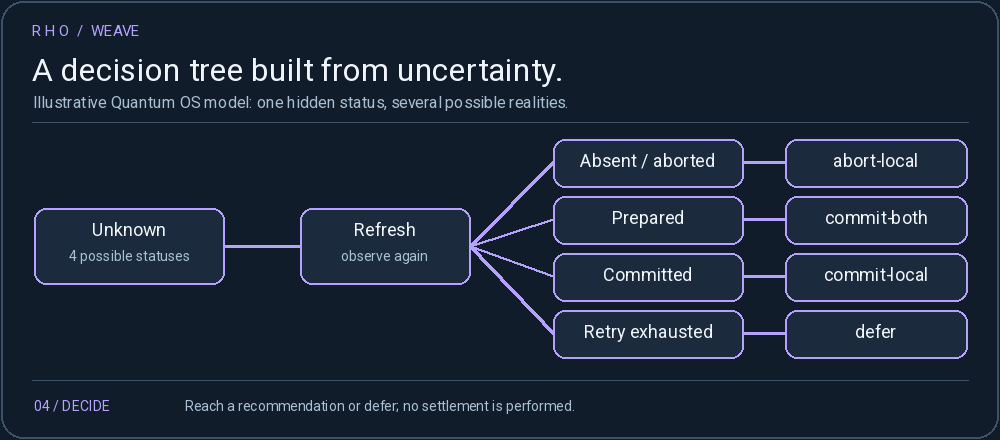 RHO / WEAVE
A decision tree built from uncertainty.
Illustrative Quantum OS model: one hidden status, several possible realities.
Unknown
4 possible statuses
Refresh
observe again
Absent / aborted
abort-local
Prepared
commit-both
Committed
commit-local
Retry exhausted
defer
04 / DECIDE
Reach a recommendation or defer; no settlement is performed.